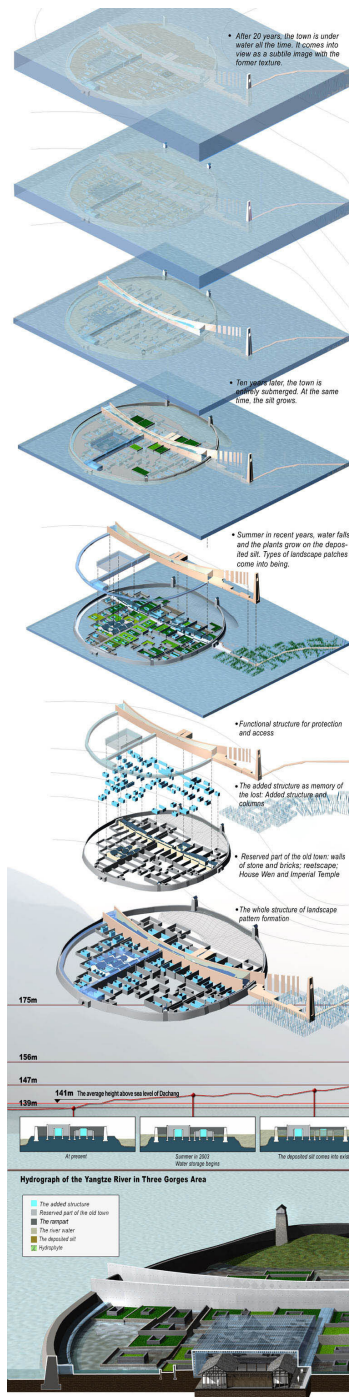 • After 20 years, the town is under
water all the time. It comes into
view as a subtile image with the
former texture.
• Ten years later, the town is
entirely submerged. At the same
time, the silt grows.
• Summer in recent years, water falls
and the plants grow on the depos-
ited silt. Types of landscape patches
come into being.
• Functional structure for protection
and access
• The added structure as memory of
the lost: Added structure and
columns
• Reserved part of the old town: walls
of stone and bricks; reetscape;
House Wen and Imperial Temple
• The whole structure of landscape
pattern formation
175m
156m
147m
141m The average height above sea level of Dachang
139m
At present
Summer in 2003
Water storage begins
The deposited silt comes into exis
Hydrograph of the Yangtze River in Three Gorges Area
The added structure
Reserved part of the old town
The rampart
The river water
The deposited silt
Hydrophyle